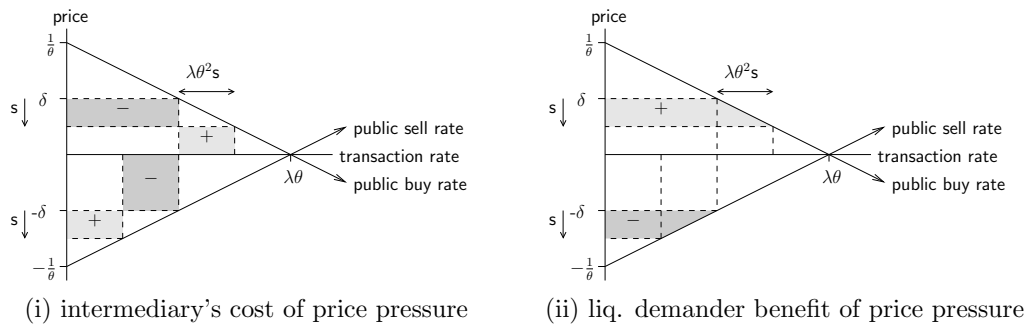 price
1/θ
λθ²s
s
δ
−
+
public sell rate
transaction rate
public buy rate
λθ
−
s
-δ
+
−1/θ
(i) intermediary's cost of price pressure
price
1/θ
λθ²s
s
δ
+
public sell rate
transaction rate
public buy rate
λθ
s
-δ
−
−1/θ
(ii) liq. demander benefit of price pressure